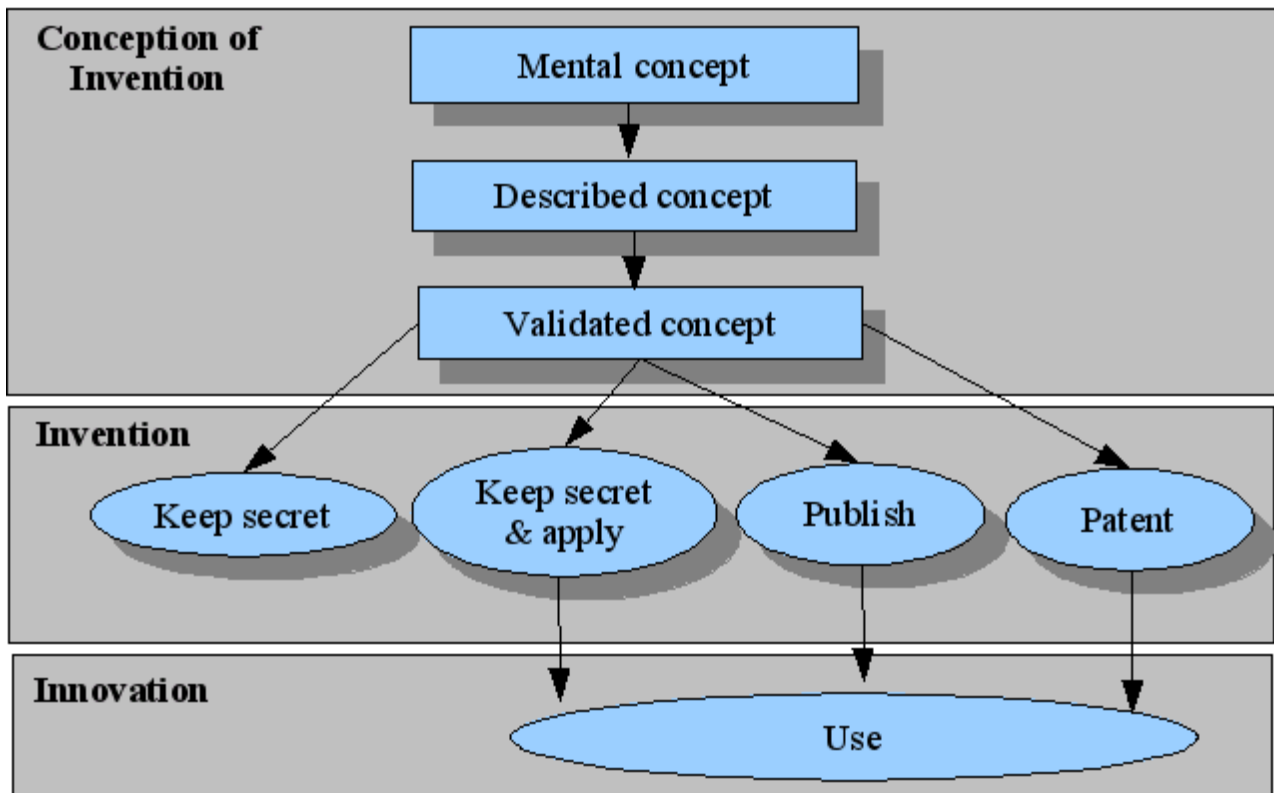 Conception of
Invention
Mental concept
Described concept
Validated concept
Invention
Keep secret
Keep secret
& apply
Publish
Patent
Innovation
Use